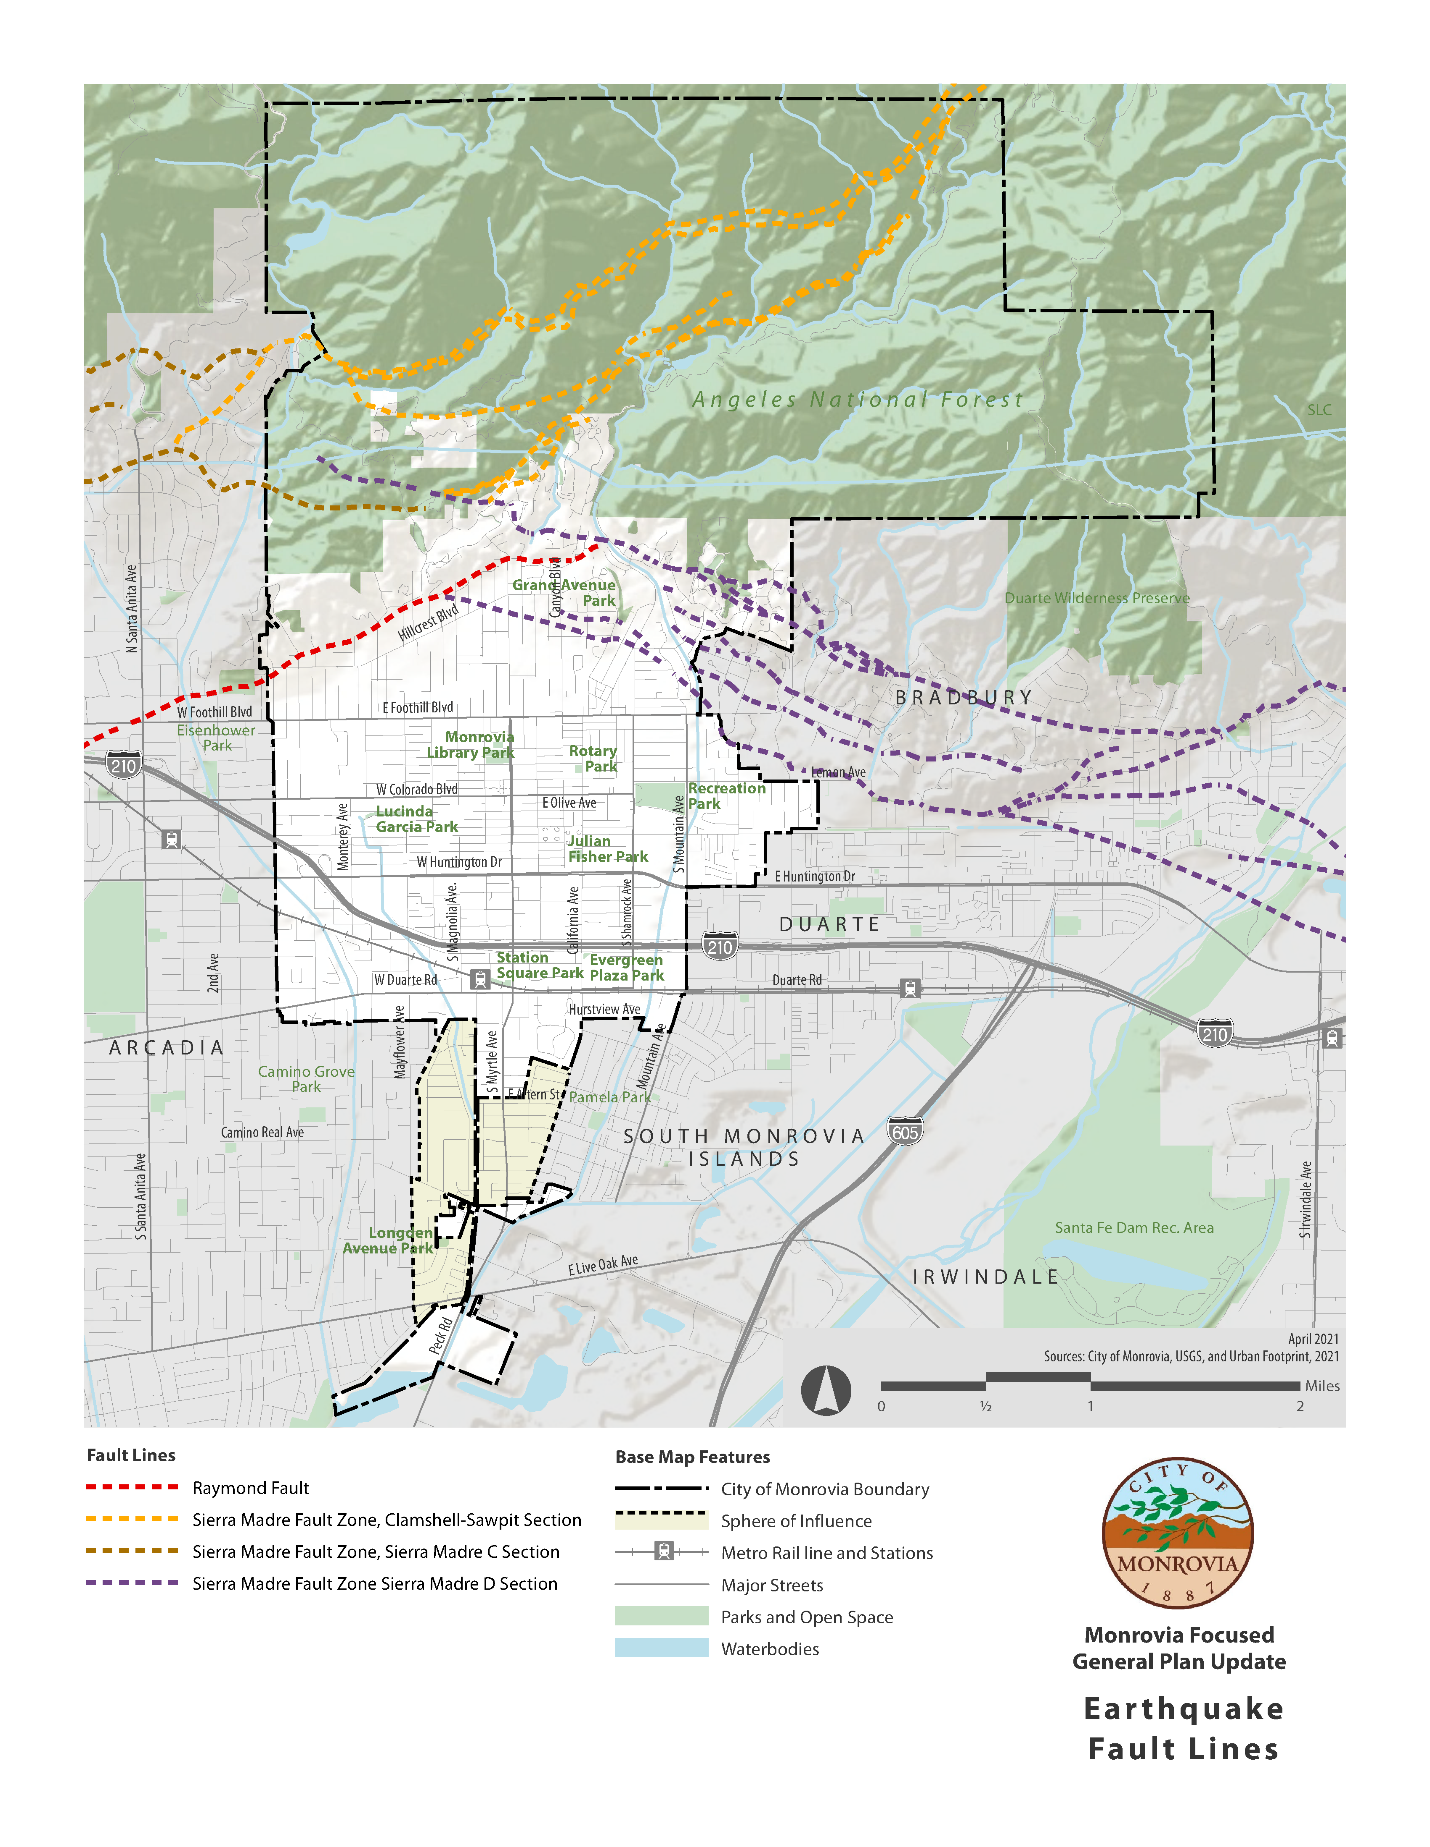 Angeles National Forest
SLC
N Santa Anita Ave
Grand Avenue
Park
Canyon Blvd
Hillcrest Blvd
Duarte Wilderness Preserve
BRADBURY
W Foothill Blvd
E Foothill Blvd
Eisenhower
Park
Monrovia
Library Park
Rotary
Park
210
Lemon Ave
W Colorado Blvd
E Olive Ave
Recreation
Park
Lucinda
Garcia Park
Monterey Ave
S Mountain Ave
Julian
Fisher Park
W Huntington Dr
E Huntington Dr
S Magnolia Ave.
California Ave
S Shamrock Ave
DUARTE
210
Station
Square Park
Evergreen
Plaza Park
2nd Ave
W Duarte Rd
Duarte Rd
Hurstview Ave
210
ARCADIA
Mayflower Ave
S Myrtle Ave
Mountain Ave
Camino Grove
Park
E Altern St
Pamela Park
Camino Real Ave
SOUTH MONROVIA
ISLANDS
605
S Santa Anita Ave
S Irwindale Ave
Longden
Avenue Park
Santa Fe Dam Rec. Area
E Live Oak Ave
IRWINDALE
Peck Rd
April 2021
Sources: City of Monrovia, USGS, and Urban Footprint, 2021
Miles
0 ½ 1 2
Fault Lines
Raymond Fault
Sierra Madre Fault Zone, Clamshell-Sawpit Section
Sierra Madre Fault Zone, Sierra Madre C Section
Sierra Madre Fault Zone Sierra Madre D Section
Base Map Features
City of Monrovia Boundary
Sphere of Influence
Metro Rail line and Stations
Major Streets
Parks and Open Space
Waterbodies
CITY OF
MONROVIA
1887
Monrovia Focused
General Plan Update
Earthquake
Fault Lines